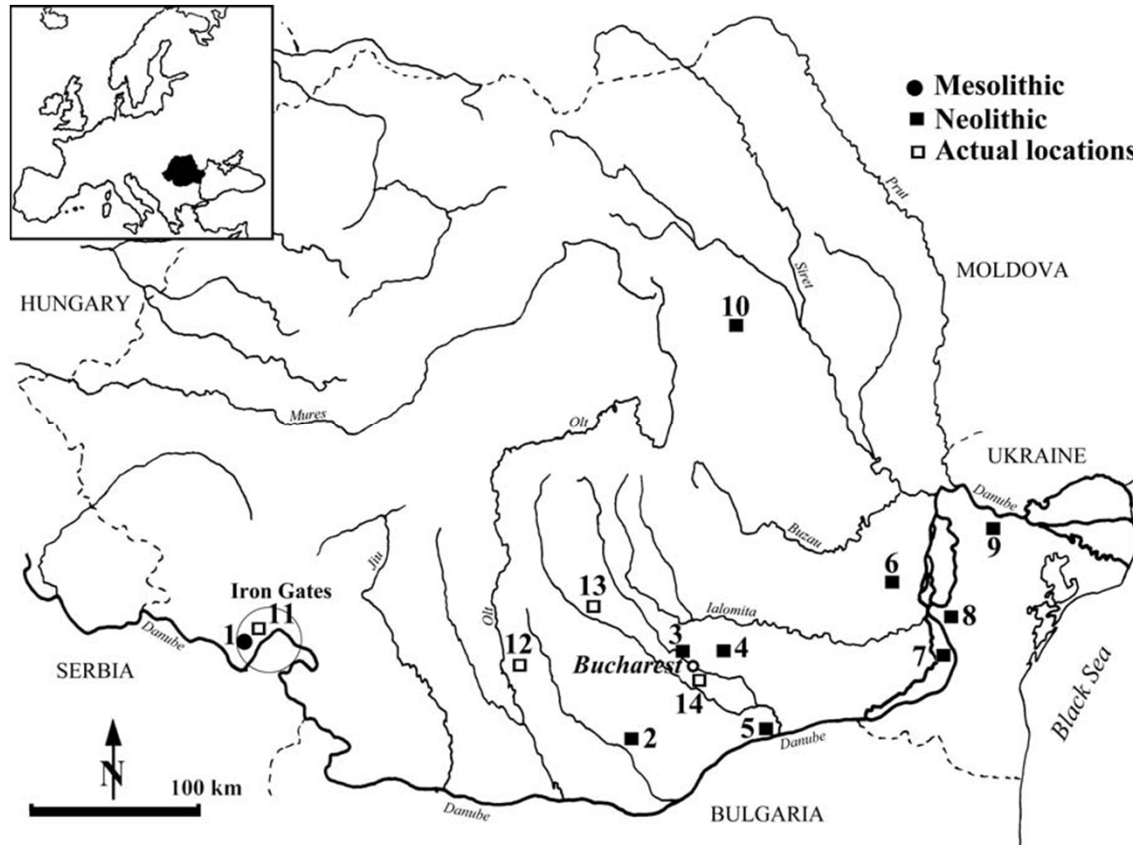 Mesolithic
Neolithic
Actual locations
Prut
MOLDOVA
Siret
HUNGARY
10
Mures
Olt
UKRAINE
Danube
9
Buzau
6
Jiu
13
Iron Gates
11
1
Ialomita
8
Olt
12
3
4
Danube
7
Bucharest
SERBIA
14
Black Sea
2
5
Danube
N
100 km
Danube
BULGARIA